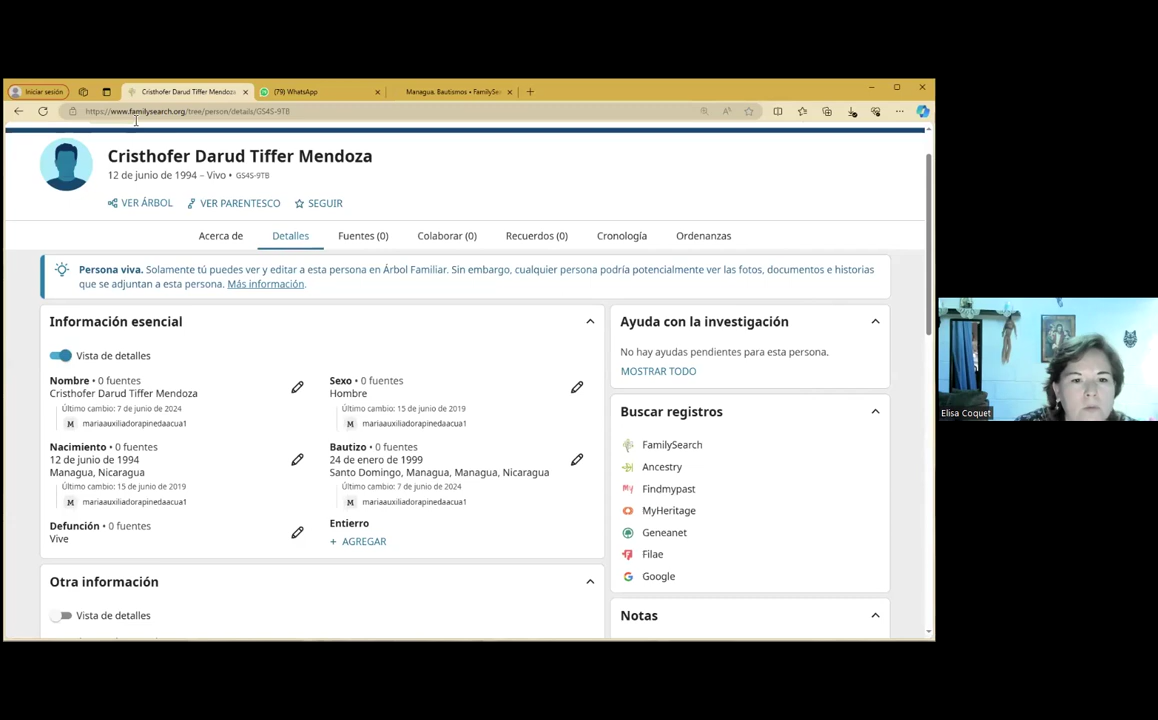 Iniciar sesión
Cristhofer Darud Tiffer Mendoza
(79) WhatsApp
Managua, Bautismos • FamilySe
https://www.familysearch.org/tree/person/details/GS4S-9TB
Cristhofer Darud Tiffer Mendoza
12 de junio de 1994 – Vivo • GS4S-9TB
VER ÁRBOL
VER PARENTESCO
SEGUIR
Acerca de
Detalles
Fuentes (0)
Colaborar (0)
Recuerdos (0)
Cronología
Ordenanzas
Persona viva. Solamente tú puedes ver y editar a esta persona en Árbol Familiar. Sin embargo, cualquier persona podría potencialmente ver las fotos, documentos e historias
que se adjuntan a esta persona. Más información.
Información esencial
Vista de detalles
Nombre • 0 fuentes
Cristhofer Darud Tiffer Mendoza
Último cambio: 7 de junio de 2024
M mariaauxiliadorapinedaacua1
Sexo • 0 fuentes
Hombre
Último cambio: 15 de junio de 2019
M mariaauxiliadorapinedaacua1
Nacimiento • 0 fuentes
12 de junio de 1994
Managua, Nicaragua
Último cambio: 15 de junio de 2019
M mariaauxiliadorapinedaacua1
Bautizo • 0 fuentes
24 de enero de 1999
Santo Domingo, Managua, Managua, Nicaragua
Último cambio: 7 de junio de 2024
M mariaauxiliadorapinedaacua1
Defunción • 0 fuentes
Vive
Entierro
+ AGREGAR
Otra información
Vista de detalles
Ayuda con la investigación
No hay ayudas pendientes para esta persona.
MOSTRAR TODO
Buscar registros
FamilySearch
Ancestry
Findmypast
MyHeritage
Geneanet
Filae
Google
Notas
Elisa Coquet